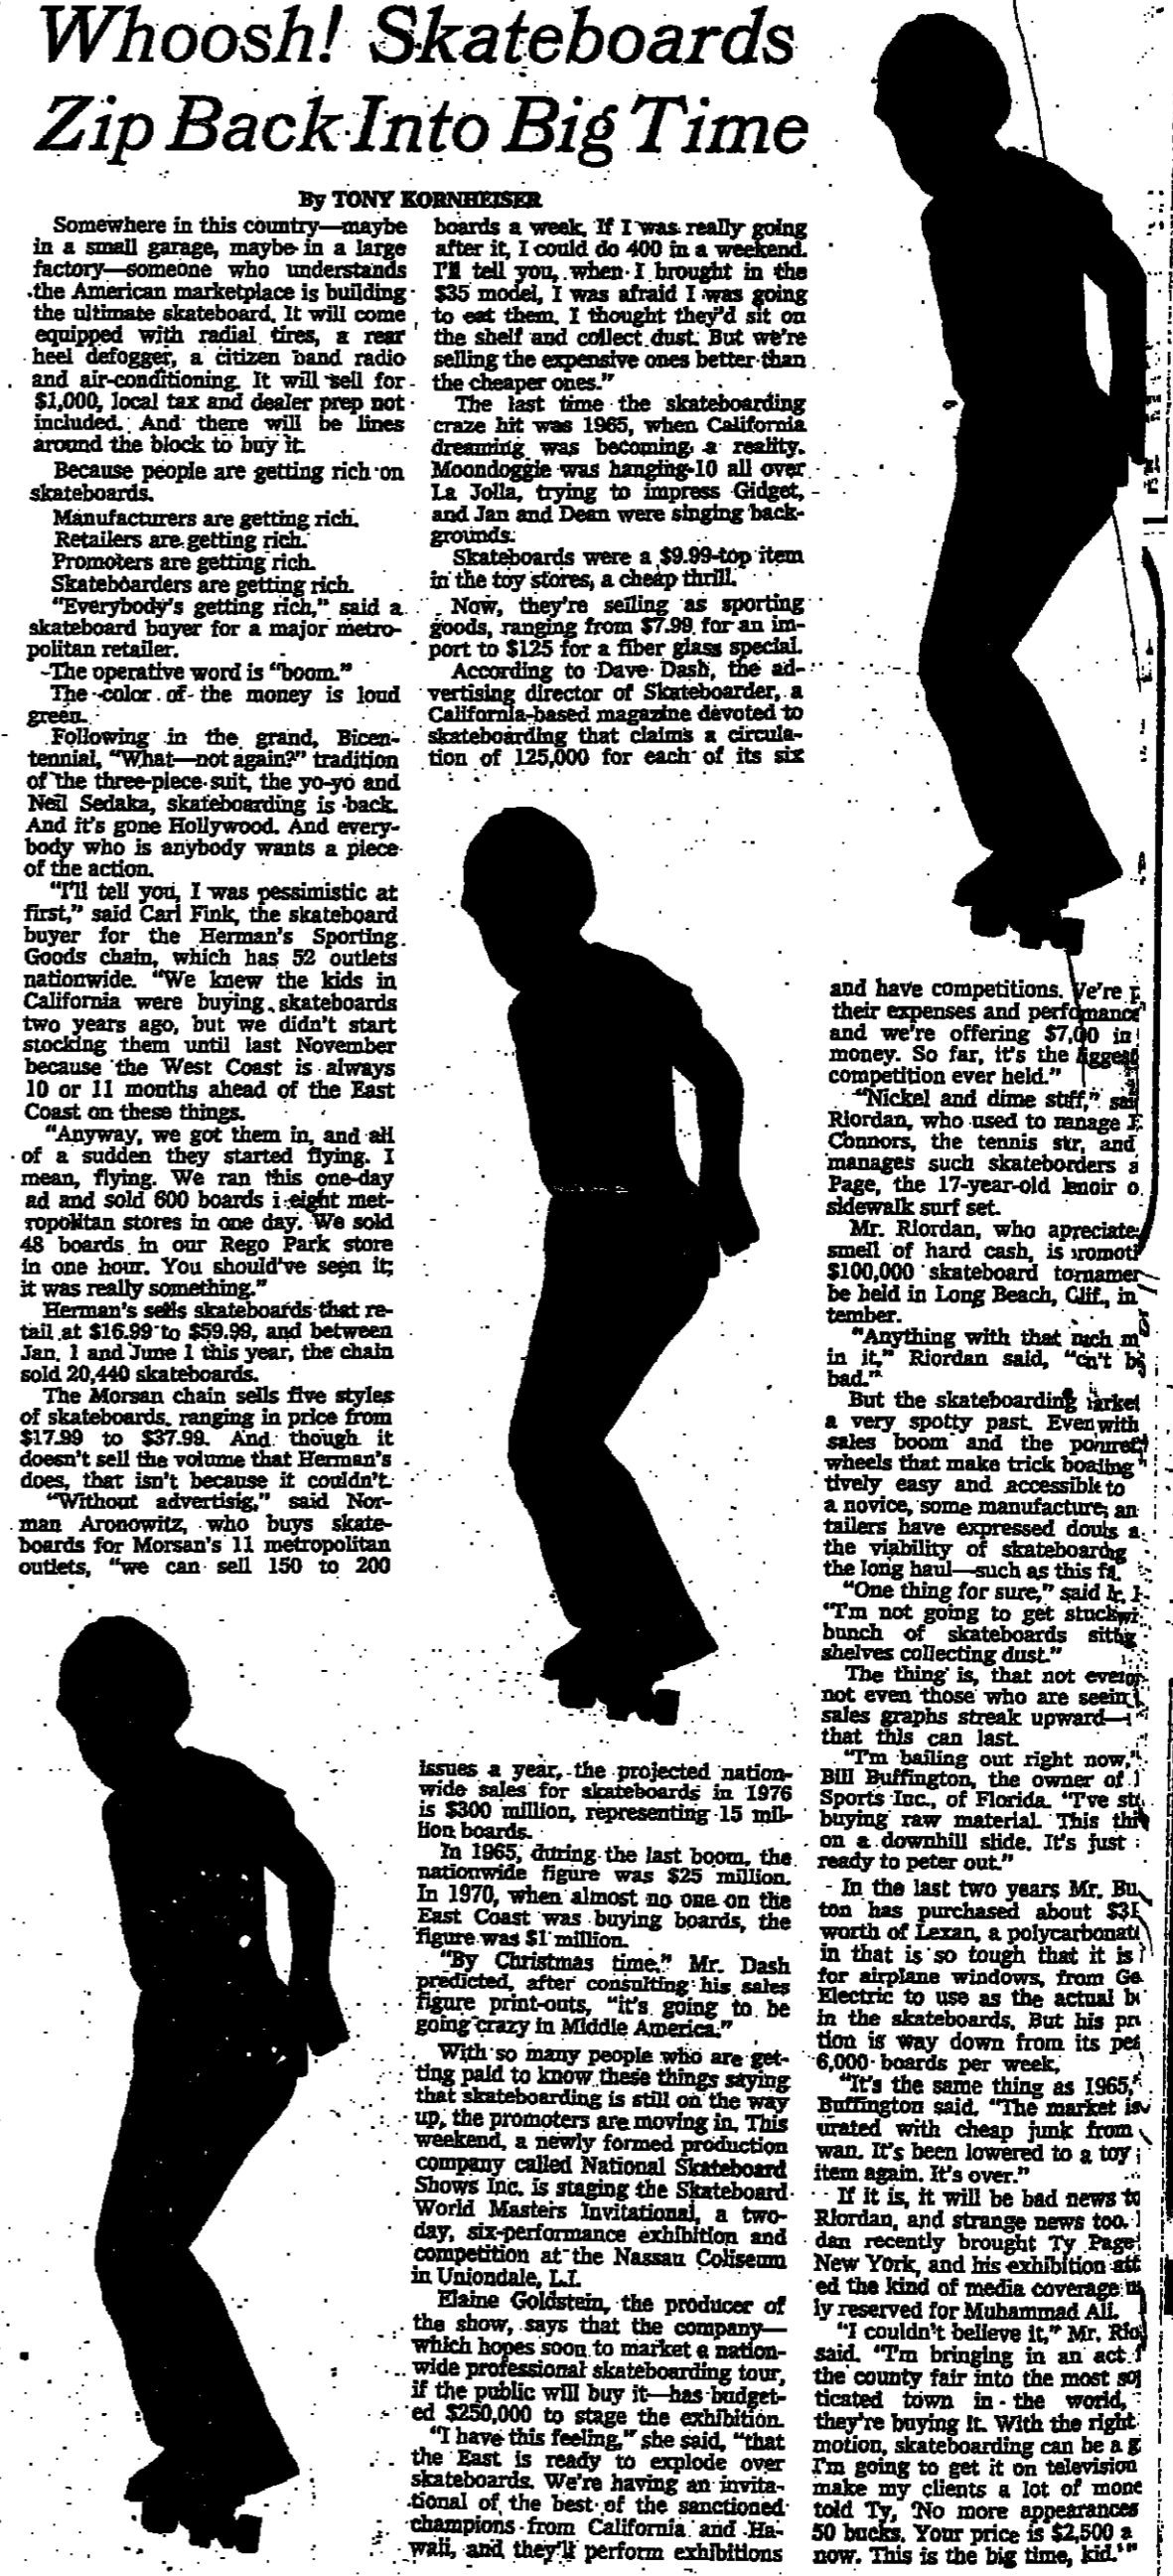 Whoosh! Skateboards
Zip Back Into Big Time
By TONY KORNHEISER
Somewhere in this country—maybe
in a small garage, maybe in a large
factory—someone who understands
the American marketplace is building
the ultimate skateboard. It will come
equipped with radial tires, a rear
heel defogger, a citizen band radio
and air-conditioning. It will sell for
$1,000, local tax and dealer prep not
included. And there will be lines
around the block to buy it.
Because people are getting rich on
skateboards.
Manufacturers are getting rich.
Retailers are getting rich.
Promoters are getting rich.
Skateboarders are getting rich.
"Everybody's getting rich," said a
skateboard buyer for a major metro-
politan retailer.
The operative word is "boom."
The color of the money is loud
green.
Following in the grand, Bicen-
tennial, "What—not again?" tradition
of the three-piece suit, the yo-yo and
Neil Sedaka, skateboarding is back.
And it's gone Hollywood. And every-
body who is anybody wants a piece
of the action.
"I'll tell you, I was pessimistic at
first," said Carl Fink, the skateboard
buyer for the Herman's Sporting
Goods chain, which has 52 outlets
nationwide. "We knew the kids in
California were buying skateboards
two years ago, but we didn't start
stocking them until last November
because the West Coast is always
10 or 11 months ahead of the East
Coast on these things.
"Anyway, we got them in, and all
of a sudden they started flying. I
mean, flying. We ran this one-day
ad and sold 600 boards i eight met-
ropolitan stores in one day. We sold
48 boards in our Rego Park store
in one hour. You should've seen it;
it was really something."
Herman's sells skateboards that re-
tail at $16.99 to $59.99, and between
Jan. 1 and June 1 this year, the chain
sold 20,440 skateboards.
The Morsan chain sells five styles
of skateboards, ranging in price from
$17.99 to $37.99. And though it
doesn't sell the volume that Herman's
does, that isn't because it couldn't.
"Without advertisig," said Nor-
man Aronowitz, who buys skate-
boards for Morsan's 11 metropolitan
outlets, "we can sell 150 to 200
boards a week. If I was really going
after it, I could do 400 in a weekend.
I'll tell you, when I brought in the
$35 model, I was afraid I was going
to eat them. I thought they'd sit on
the shelf and collect dust. But we're
selling the expensive ones better than
the cheaper ones."
The last time the skateboarding
craze hit was 1965, when California
dreaming was becoming a reality.
Moondoggie was hanging-10 all over
La Jolla, trying to impress Gidget,
and Jan and Dean were singing back-
grounds.
Skateboards were a $9.99-top item
in the toy stores, a cheap thrill.
Now, they're selling as sporting
goods, ranging from $7.99 for an im-
port to $125 for a fiber glass special.
According to Dave Dash, the ad-
vertising director of Skateboarder, a
California-based magazine devoted to
skateboarding that claims a circula-
tion of 125,000 for each of its six
issues a year, the projected nation-
wide sales for skateboards in 1976
is $300 million, representing 15 mil-
lion boards.
In 1965, during the last boom, the
nationwide figure was $25 million.
In 1970, when almost no one on the
East Coast was buying boards, the
figure was $1 million.
"By Christmas time," Mr. Dash
predicted, after consulting his sales
figure print-outs, "it's going to be
going crazy in Middle America."
With so many people who are get-
ting paid to know these things saying
that skateboarding is still on the way
up, the promoters are moving in. This
weekend, a newly formed production
company called National Skateboard
Shows Inc. is staging the Skateboard
World Masters Invitational, a two-
day, six-performance exhibition and
competition at the Nassau Coliseum
in Uniondale, L.I.
Elaine Goldstein, the producer of
the show, says that the company—
which hopes soon to market a nation-
wide professional skateboarding tour,
if the public will buy it—has budget-
ed $250,000 to stage the exhibition.
"I have this feeling," she said, "that
the East is ready to explode over
skateboards. We're having an invita-
tional of the best of the sanctioned
champions from California and Ha-
waii, and they'll perform exhibitions
and have competitions. We're
their expenses and perfomance
and we're offering $7,00 in
money. So far, it's the iggest
competition ever held."
"Nickel and dime stff," said
Riordan, who used to manage
Connors, the tennis str, and
manages such skateborders a
Page, the 17-year-old lenoir o
sidewalk surf set.
Mr. Riordan, who apreciate
smell of hard cash, is romoti
$100,000 skateboard tornamer
be held in Long Beach, Clif., in
tember.
"Anything with that much m
in it," Riordan said, "cn't b
bad."
But the skateboarding arket
a very spotty past. Even with
sales boom and the
wheels that make trick boading
tively easy and accessible to
a novice, some manufacture an
tailers have expressed douts a
the viability of skateboardg
the long haul—such as this fa.
"One thing for sure," said
"I'm not going to get stuck wi
bunch of skateboards sittig
shelves collecting dust."
The thing is, that not everon
not even those who are seein
sales graphs streak upward—
that this can last.
"I'm bailing out right now,"
Bill Buffington, the owner of
Sports Inc., of Florida. "I've sto
buying raw material. This thi
on a downhill slide. It's just
ready to peter out."
In the last two years Mr. Bu
ton has purchased about $31
worth of Lexan, a polycarbonat
in that is so tough that it is
for airplane windows, from Ge
Electric to use as the actual b
in the skateboards. But his pr
tion is way down from its pea
6,000 boards per week.
"It's the same thing as 1965,"
Buffington said. "The market is
urated with cheap junk from
wan. It's been lowered to a toy
item again. It's over."
If it is, it will be bad news to
Riordan, and strange news too.
dan recently brought Ty Page
New York, and his exhibition att
ed the kind of media coverage
ly reserved for Muhammad Ali.
"I couldn't believe it," Mr. Rio
said. "I'm bringing in an act f
the county fair into the most so
ticated town in the world,
they're buying it. With the right
motion, skateboarding can be a g
I'm going to get it on television
make my clients a lot of mone
told Ty, 'No more appearances
50 bucks. Your price is $2,500 a
now. This is the big time, kid.'"